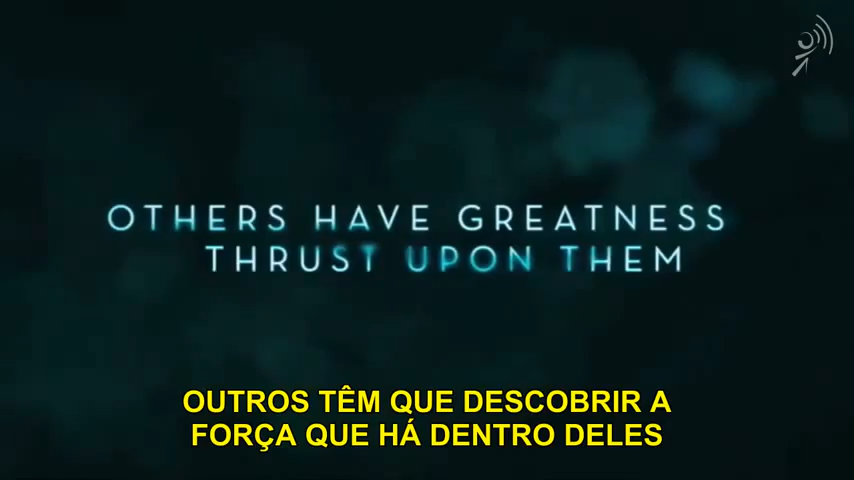 OTHERS HAVE GREATNESS
THRUST UPON THEM
OUTROS TÊM QUE DESCOBRIR A
FORÇA QUE HÁ DENTRO DELES